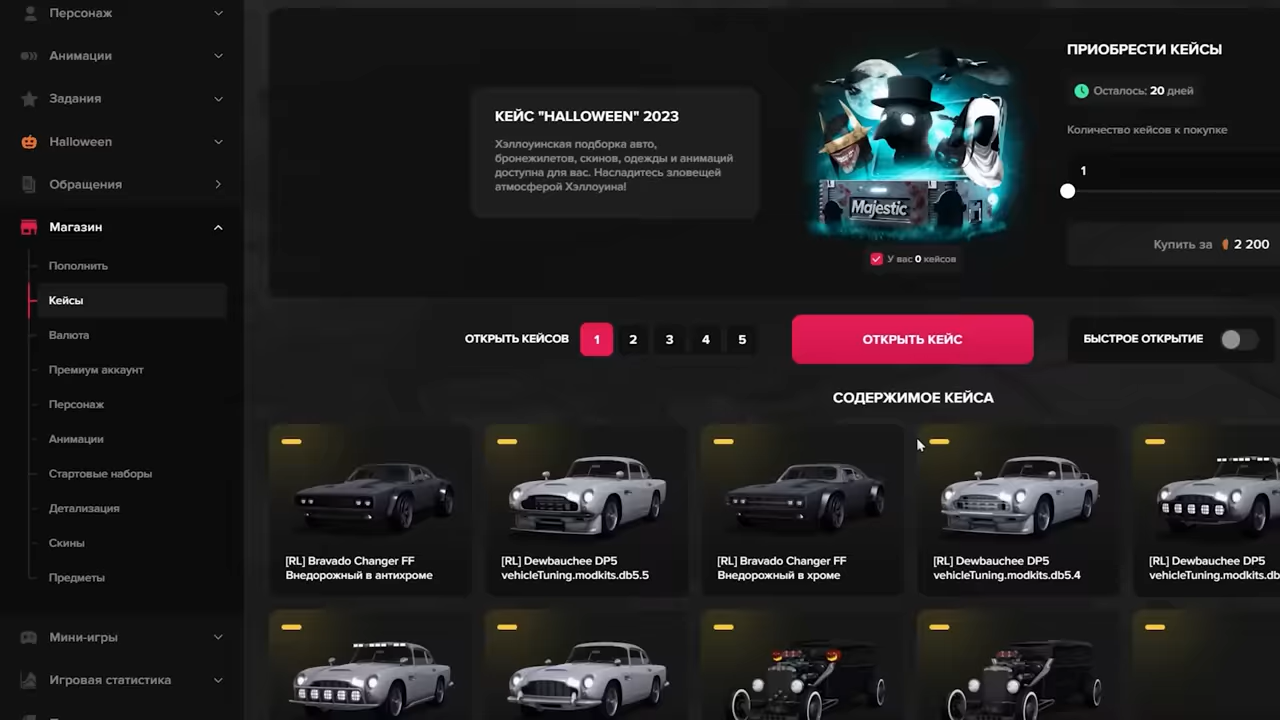 Персонаж
Анимации
Задания
Halloween
Обращения
Магазин
Пополнить
Кейсы
Валюта
Премиум аккаунт
Персонаж
Анимации
Стартовые наборы
Детализация
Скины
Предметы
Мини-игры
Игровая статистика
КЕЙС "HALLOWEEN" 2023
Хэллоуинская подборка авто,
бронежилетов, скинов, одежды и анимаций
доступна для вас. Насладитесь зловещей
атмосферой Хэллоуина!
Majestic
У вас 0 кейсов
ПРИОБРЕСТИ КЕЙСЫ
Осталось: 20 дней
Количество кейсов к покупке
1
Купить за 2 200
ОТКРЫТЬ КЕЙСОВ 1 2 3 4 5
ОТКРЫТЬ КЕЙС
БЫСТРОЕ ОТКРЫТИЕ
СОДЕРЖИМОЕ КЕЙСА
[RL] Bravado Changer FF
Внедорожный в антихроме
[RL] Dewbauchee DP5
vehicleTuning.modkits.db5.5
[RL] Bravado Changer FF
Внедорожный в хроме
[RL] Dewbauchee DP5
vehicleTuning.modkits.db5.4
[RL] Dewbauchee DP5
vehicleTuning.modkits.db